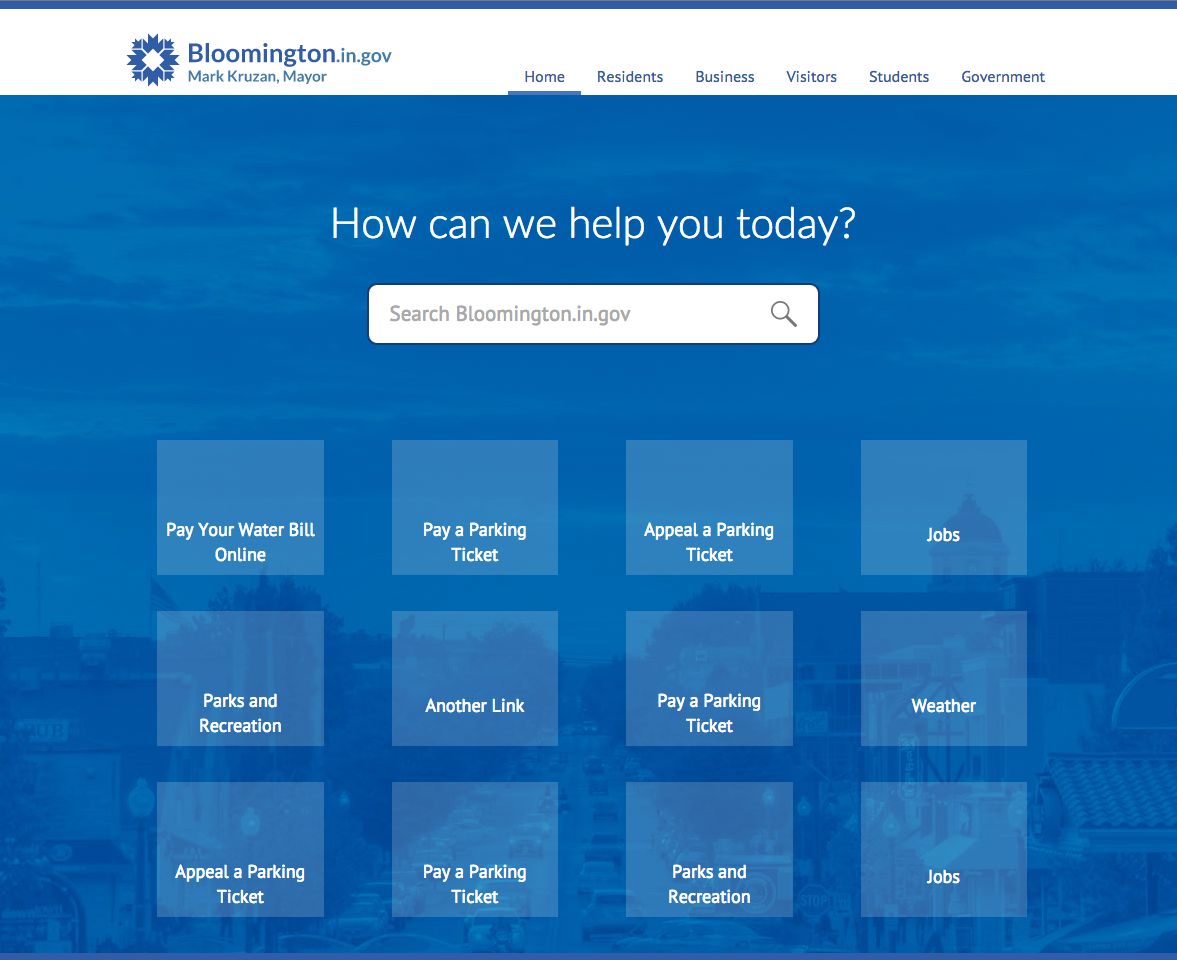 Bloomington.in.gov
Mark Kruzan, Mayor
Home Residents Business Visitors Students Government
How can we help you today?
Search Bloomington.in.gov
Pay Your Water Bill
Online
Pay a Parking
Ticket
Appeal a Parking
Ticket
Jobs
Parks and
Recreation
Another Link
Pay a Parking
Ticket
Weather
PUB
Appeal a Parking
Ticket
Pay a Parking
Ticket
Parks and
Recreation
Jobs
STOP